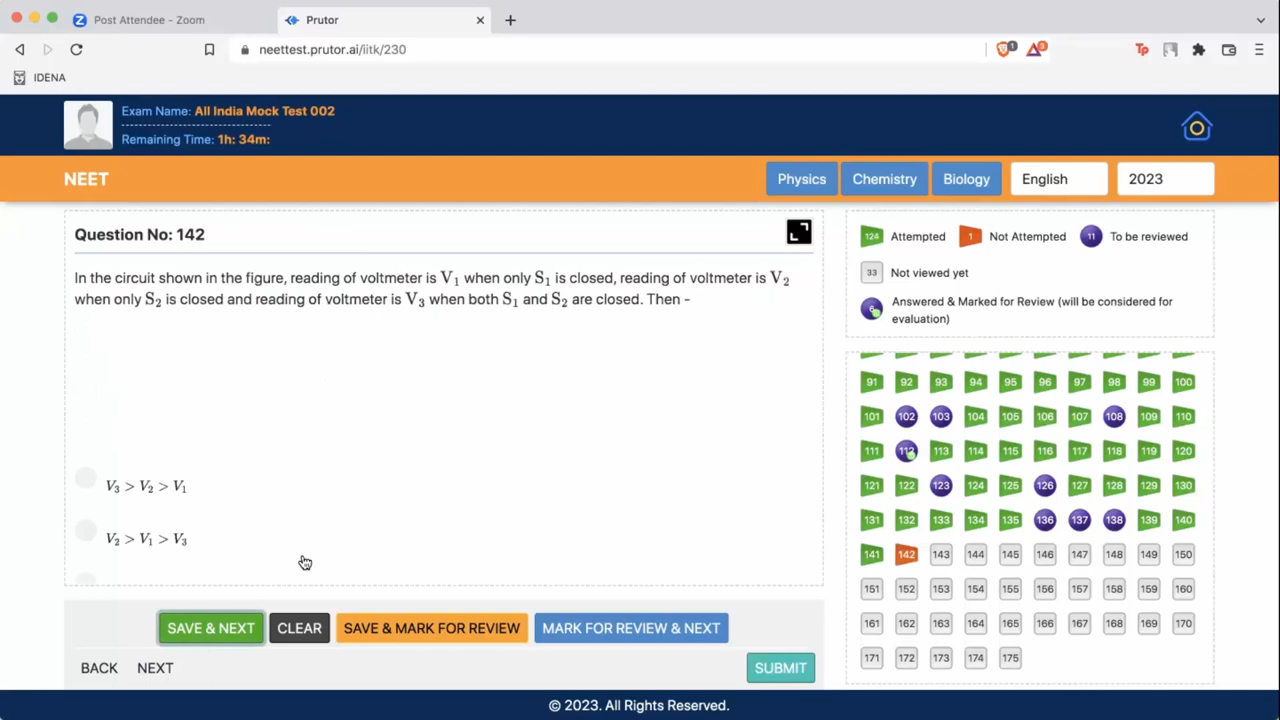 Post Attendee - Zoom
Prutor
neettest.prutor.ai/iitk/230
1
3
Tp
IDENA
Exam Name: All India Mock Test 002
Remaining Time: 1h: 34m:
NEET
Physics
Chemistry
Biology
English
2023
Question No: 142
In the circuit shown in the figure, reading of voltmeter is V₁ when only S₁ is closed, reading of voltmeter is V₂
when only S₂ is closed and reading of voltmeter is V₃ when both S₁ and S₂ are closed. Then -
V₃ > V₂ > V₁
V₂ > V₁ > V₃
SAVE & NEXT
CLEAR
SAVE & MARK FOR REVIEW
MARK FOR REVIEW & NEXT
BACK
NEXT
SUBMIT
124 Attempted
1 Not Attempted
11 To be reviewed
33 Not viewed yet
Answered & Marked for Review (will be considered for
evaluation)
91 92 93 94 95 96 97 98 99 100
101 102 103 104 105 106 107 108 109 110
111 112 113 114 115 116 117 118 119 120
121 122 123 124 125 126 127 128 129 130
131 132 133 134 135 136 137 138 139 140
141 142 143 144 145 146 147 148 149 150
151 152 153 154 155 156 157 158 159 160
161 162 163 164 165 166 167 168 169 170
171 172 173 174 175
© 2023. All Rights Reserved.